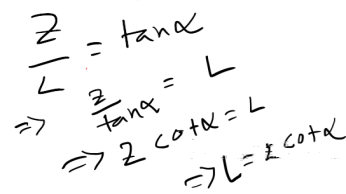 Z/L = tanα
⇒ z/tanα = L
⇒ Z cotα = L
⇒ L = z cotα